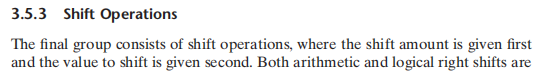 3.5.3 Shift Operations
The final group consists of shift operations, where the shift amount is given first
and the value to shift is given second. Both arithmetic and logical right shifts are